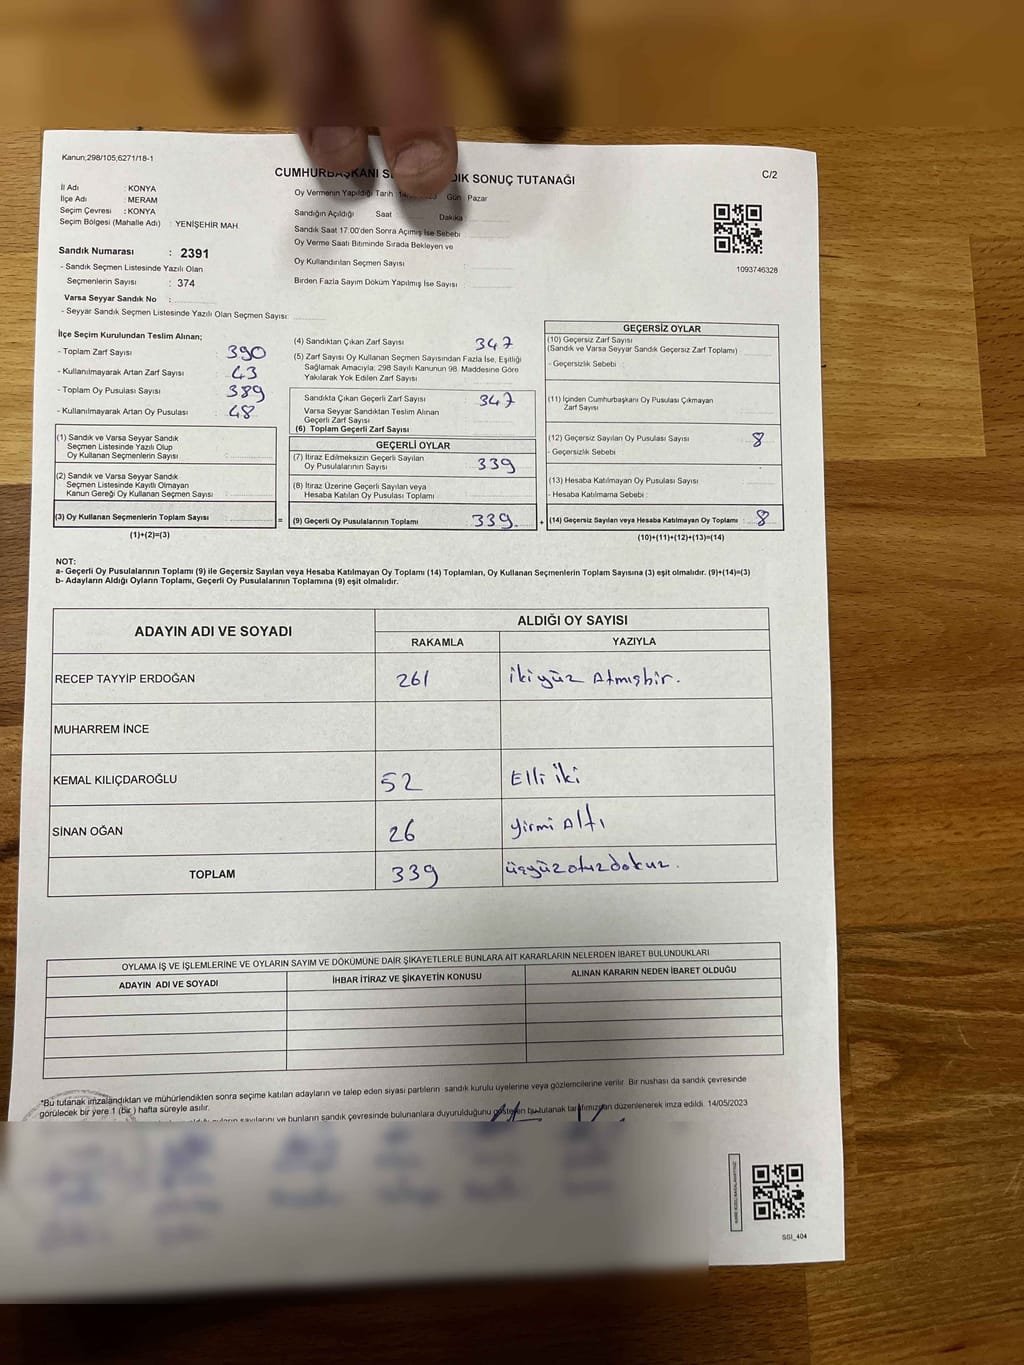 Kanun;298/105,6271/18-1
CUMHURBAŞKANI SONUÇ TUTANAĞI
C/2
İl Adı : KONYA
İlçe Adı : MERAM
Seçim Çevresi : KONYA
Seçim Bölgesi (Mahalle Adı) : YENİŞEHİR MAH.
Oy Vermenin Yapıldığı Tarih Gün Pazar
Sandığın Açıldığı Saat Dakika
Sandık Saat 17:00'den Sonra Açımış İse Sebebi
Oy Verme Saati Bitiminde Sırada Bekleyen ve
Oy Kullandırılan Seçmen Sayısı :
Birden Fazla Sayım Döküm Yapılmış İse Sayısı :
1093746328
Sandık Numarası : 2391
- Sandık Seçmen Listesinde Yazılı Olan
Seçmenlerin Sayısı : 374
Varsa Seyyar Sandık No :
- Seyyar Sandık Seçmen Listesinde Yazılı Olan Seçmen Sayısı:
İlçe Seçim Kurulundan Teslim Alınan;
- Toplam Zarf Sayısı : 390
- Kullanılmayarak Artan Zarf Sayısı : 43
- Toplam Oy Pusulası Sayısı : 389
- Kullanılmayarak Artan Oy Pusulası : 48
(1) Sandık ve Varsa Seyyar Sandık
Seçmen Listesinde Yazılı Olup
Oy Kullanan Seçmenlerin Sayısı :
(2) Sandık ve Varsa Seyyar Sandık
Seçmen Listesinde Kayıtlı Olmayan
Kanun Gereği Oy Kullanan Seçmen Sayısı :
(3) Oy Kullanan Seçmenlerin Toplam Sayısı :
(1)+(2)=(3)
(4) Sandıktan Çıkan Zarf Sayısı : 347
(5) Zarf Sayısı Oy Kullanan Seçmen Sayısından Fazla İse, Eşitliği
Sağlamak Amacıyla; 298 Sayılı Kanunun 98. Maddesine Göre
Yakılarak Yok Edilen Zarf Sayısı :
Sandıkta Çıkan Geçerli Zarf Sayısı : 347
Varsa Seyyar Sandıktan Teslim Alınan
Geçerli Zarf Sayısı :
(6) Toplam Geçerli Zarf Sayısı
GEÇERLİ OYLAR
(7) İtiraz Edilmeksizin Geçerli Sayılan
Oy Pusulalarının Sayısı : 339
(8) İtiraz Üzerine Geçerli Sayılan veya
Hesaba Katılan Oy Pusulası Toplamı :
= (9) Geçerli Oy Pusulalarının Toplamı 339
GEÇERSİZ OYLAR
(10) Geçersiz Zarf Sayısı
(Sandık ve Varsa Seyyar Sandık Geçersiz Zarf Toplamı)
- Geçersizlik Sebebi :
(11) İçinden Cumhurbaşkanı Oy Pusulası Çıkmayan
Zarf Sayısı
(12) Geçersiz Sayılan Oy Pusulası Sayısı : 8
- Geçersizlik Sebebi
(13) Hesaba Katılmayan Oy Pusulası Sayısı :
- Hesaba Katılmama Sebebi :
+ (14) Geçersiz Sayılan veya Hesaba Katılmayan Oy Toplamı : 8
(10)+(11)+(12)+(13)=(14)
NOT:
a- Geçerli Oy Pusulalarının Toplamı (9) ile Geçersiz Sayılan veya Hesaba Katılmayan Oy Toplamı (14) Toplamları, Oy Kullanan Seçmenlerin Toplam Sayısına (3) eşit olmalıdır. (9)+(14)=(3)
b- Adayların Aldığı Oyların Toplamı, Geçerli Oy Pusulalarının Toplamına (9) eşit olmalıdır.
ADAYIN ADI VE SOYADI ALDIĞI OY SAYISI
RAKAMLA YAZIYLA
RECEP TAYYİP ERDOĞAN 261 ikiyüz Atmışbir.
MUHARREM İNCE
KEMAL KILIÇDAROĞLU 52 Elli iki
SİNAN OĞAN 26 yirmi Altı
TOPLAM 339 üçyüzotuzdokuz.
OYLAMA İŞ VE İŞLEMLERİNE VE OYLARIN SAYIM VE DÖKÜMÜNE DAİR ŞİKAYETLERLE BUNLARA AİT KARARLARIN NELERDEN İBARET BULUNDUKLARI
ADAYIN ADI VE SOYADI İHBAR İTİRAZ VE ŞİKAYETİN KONUSU ALINAN KARARIN NEDEN İBARET OLDUĞU
*Bu tutanak imzalandıktan ve mühürlendikten sonra seçime katılan adayların ve talep eden siyasi partilerin sandık kurulu üyelerine veya gözlemcilerine verilir. Bir nüshası da sandık çevresinde
görülecek bir yere 1 (bir) hafta süreyle asılır.
sayılarını ve bunların sandık çevresinde bulunanlara duyurulduğunu gösteren bu tutanak tarafımızdan düzenlenerek imza edildi. 14/05/2023
SSI_404